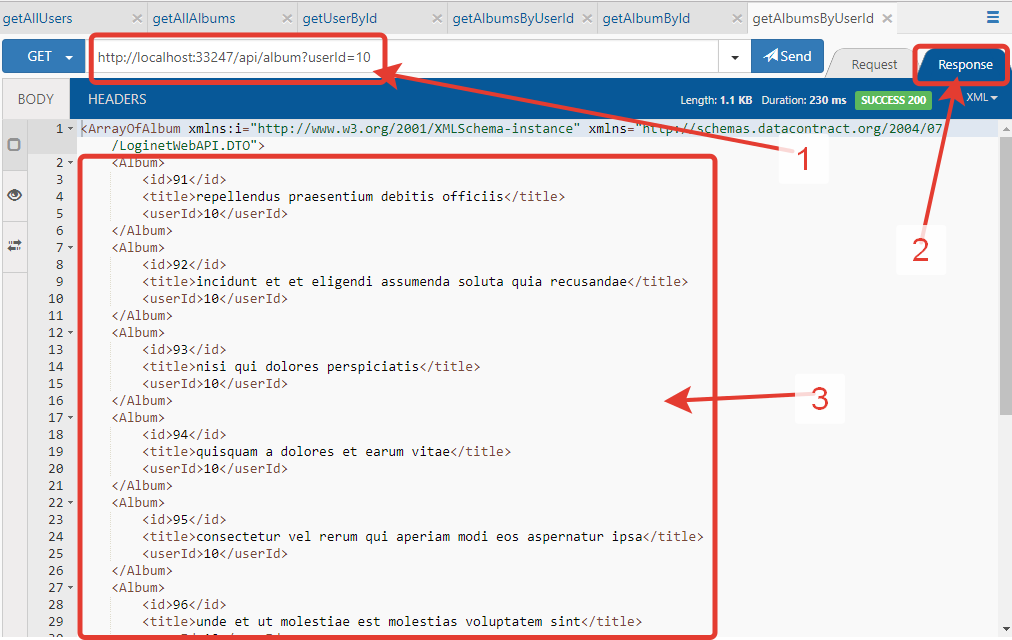 getAllUsers × getAllAlbums × getUserById × getAlbumsByUserId × getAlbumById × getAlbumsByUserId ×
GET http://localhost:33247/api/album?userId=10 Send Request Response
BODY HEADERS Length: 1.1 KB Duration: 230 ms SUCCESS 200 XML
1 <ArrayOfAlbum xmlns:i="http://www.w3.org/2001/XMLSchema-instance" xmlns="http://schemas.datacontract.org/2004/07
/LoginetWebAPI.DTO">
1
2 <Album>
3 <id>91</id>
4 <title>repellendus praesentium debitis officiis</title>
5 <userId>10</userId>
6 </Album>
2
7 <Album>
8 <id>92</id>
9 <title>incidunt et et eligendi assumenda soluta quia recusandae</title>
10 <userId>10</userId>
11 </Album>
12 <Album>
13 <id>93</id>
14 <title>nisi qui dolores perspiciatis</title>
15 <userId>10</userId>
16 </Album>
3
17 <Album>
18 <id>94</id>
19 <title>quisquam a dolores et earum vitae</title>
20 <userId>10</userId>
21 </Album>
22 <Album>
23 <id>95</id>
24 <title>consectetur vel rerum qui aperiam modi eos aspernatur ipsa</title>
25 <userId>10</userId>
26 </Album>
27 <Album>
28 <id>96</id>
29 <title>unde et ut molestiae est molestias voluptatem sint</title>